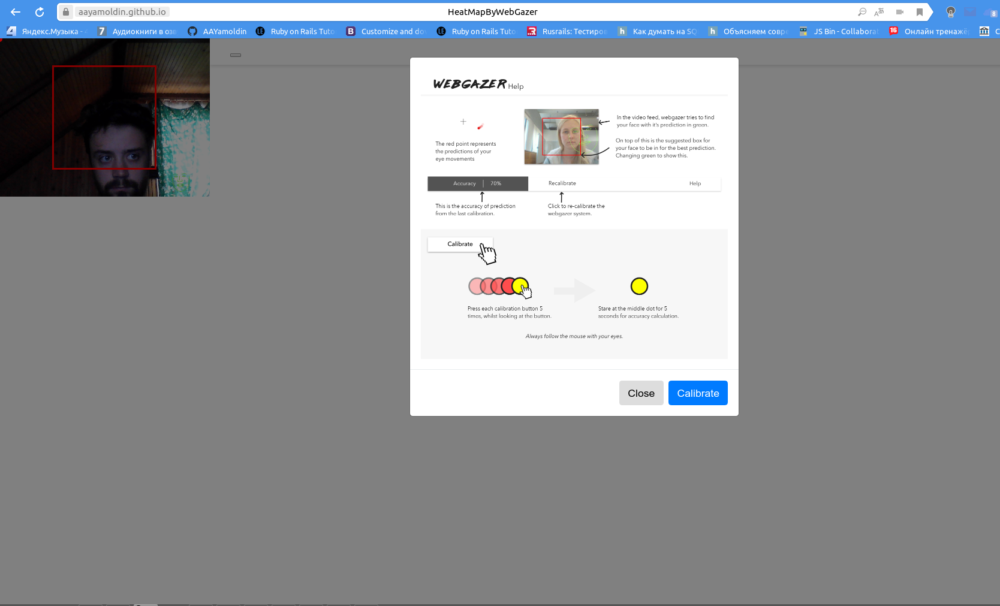 aayamoldin.github.io
HeatMapByWebGazer
8
Яндекс.Музыка -
7 Аудиокниги в озв
AAYamoldin
LE Ruby on Rails Tuto
B Customize and do
LE Ruby on Rails Tuto
R Rusrails: Тестиров
h Как думать на SQ
h Объясняем совре
JS Bin - Collaborat
16 Онлайн тренажё
С
WEBGAZER Help
The red point represents
the predictions of your
eye movements
In the video feed, webgazer tries to find
your face with it's prediction in green.
On top of this is the suggested box for
your face to be in for the best prediction.
Changing green to show this.
Accuracy | 70%
Recalibrate
Help
This is the accuracy of prediction
from the last calibration.
Click to re-calibrate the
webgazer system.
Calibrate
Press each calibration button 5
times, whilst looking at the button.
Stare at the middle dot for 5
seconds for accuracy calculation.
Always follow the mouse with your eyes.
Close
Calibrate